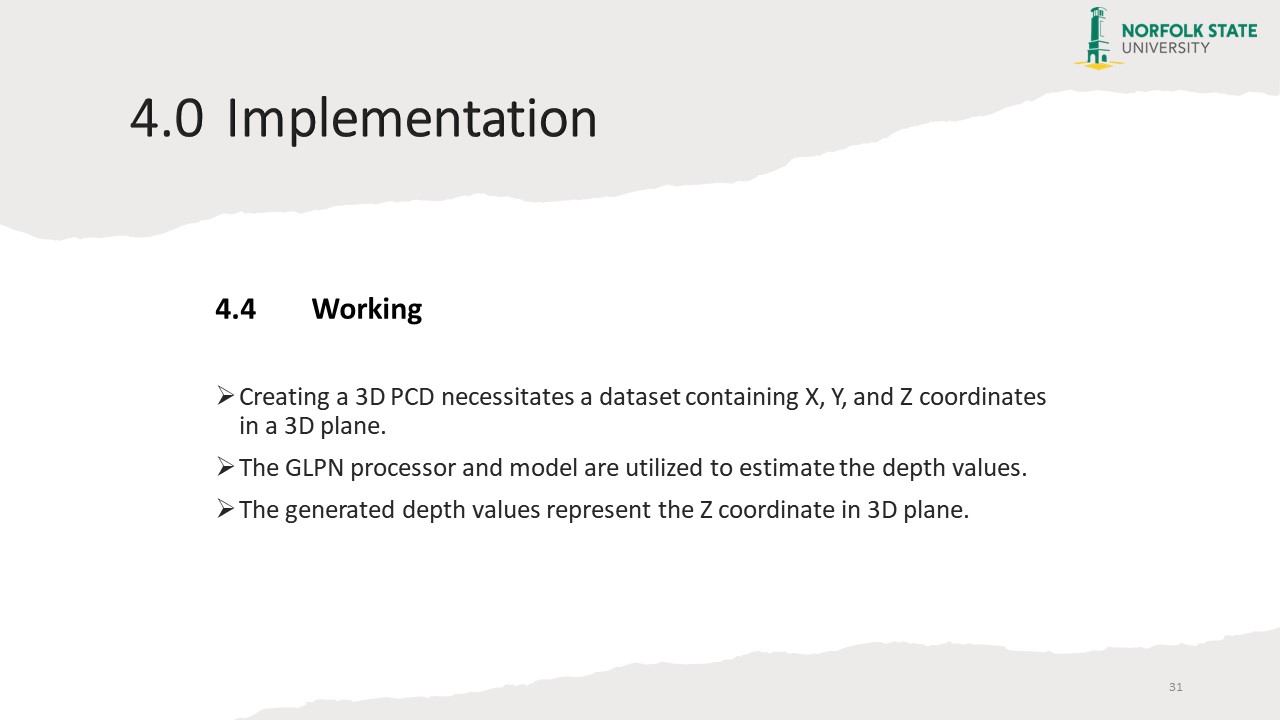 NORFOLK STATE
UNIVERSITY
4.0 Implementation
4.4 Working
➢ Creating a 3D PCD necessitates a dataset containing X, Y, and Z coordinates
in a 3D plane.
➢ The GLPN processor and model are utilized to estimate the depth values.
➢ The generated depth values represent the Z coordinate in 3D plane.
31